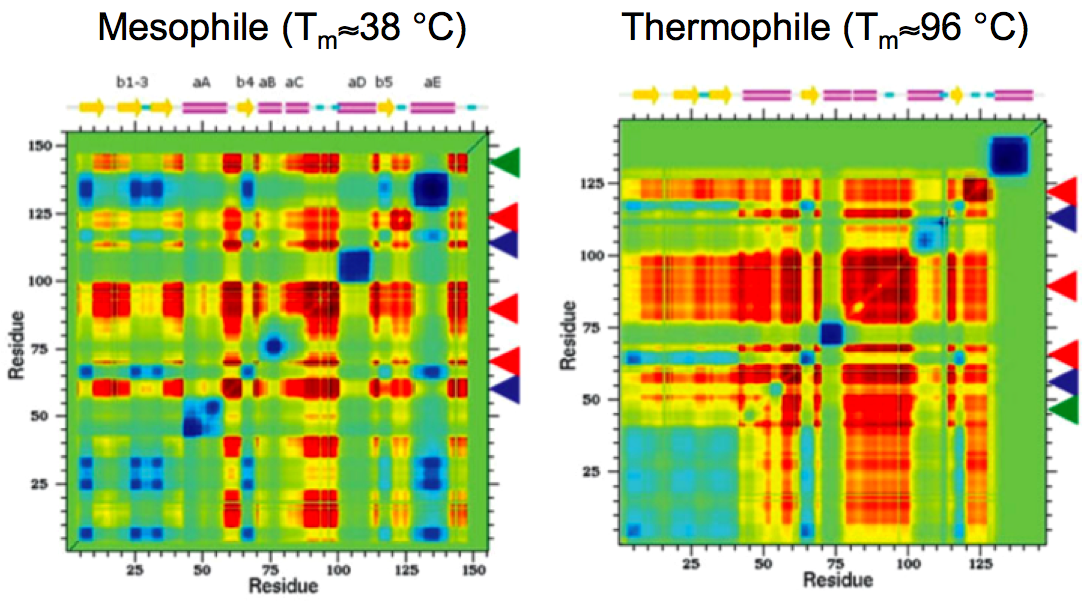 Mesophile (Tm≈38 °C)
Thermophile (Tm≈96 °C)
b1-3 aA b4 aB aC aD b5 aE
150
125
100
75
50
25
Residue
25 50 75 100 125 150
Residue
125
100
75
50
25
Residue
25 50 75 100 125
Residue